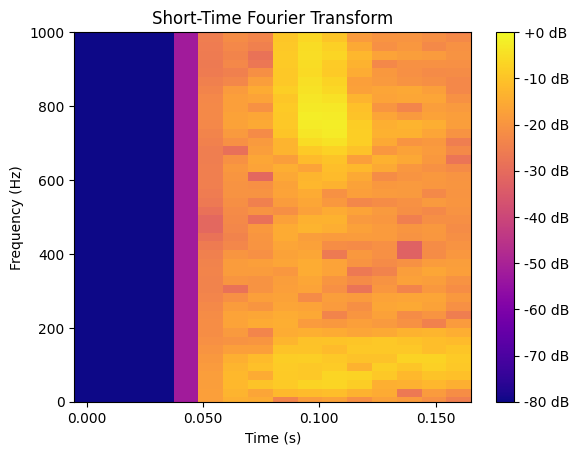 Short-Time Fourier Transform
1000
800
600
400
200
0
Frequency (Hz)
0.000
0.050
0.100
0.150
Time (s)
+0 dB
-10 dB
-20 dB
-30 dB
-40 dB
-50 dB
-60 dB
-70 dB
-80 dB